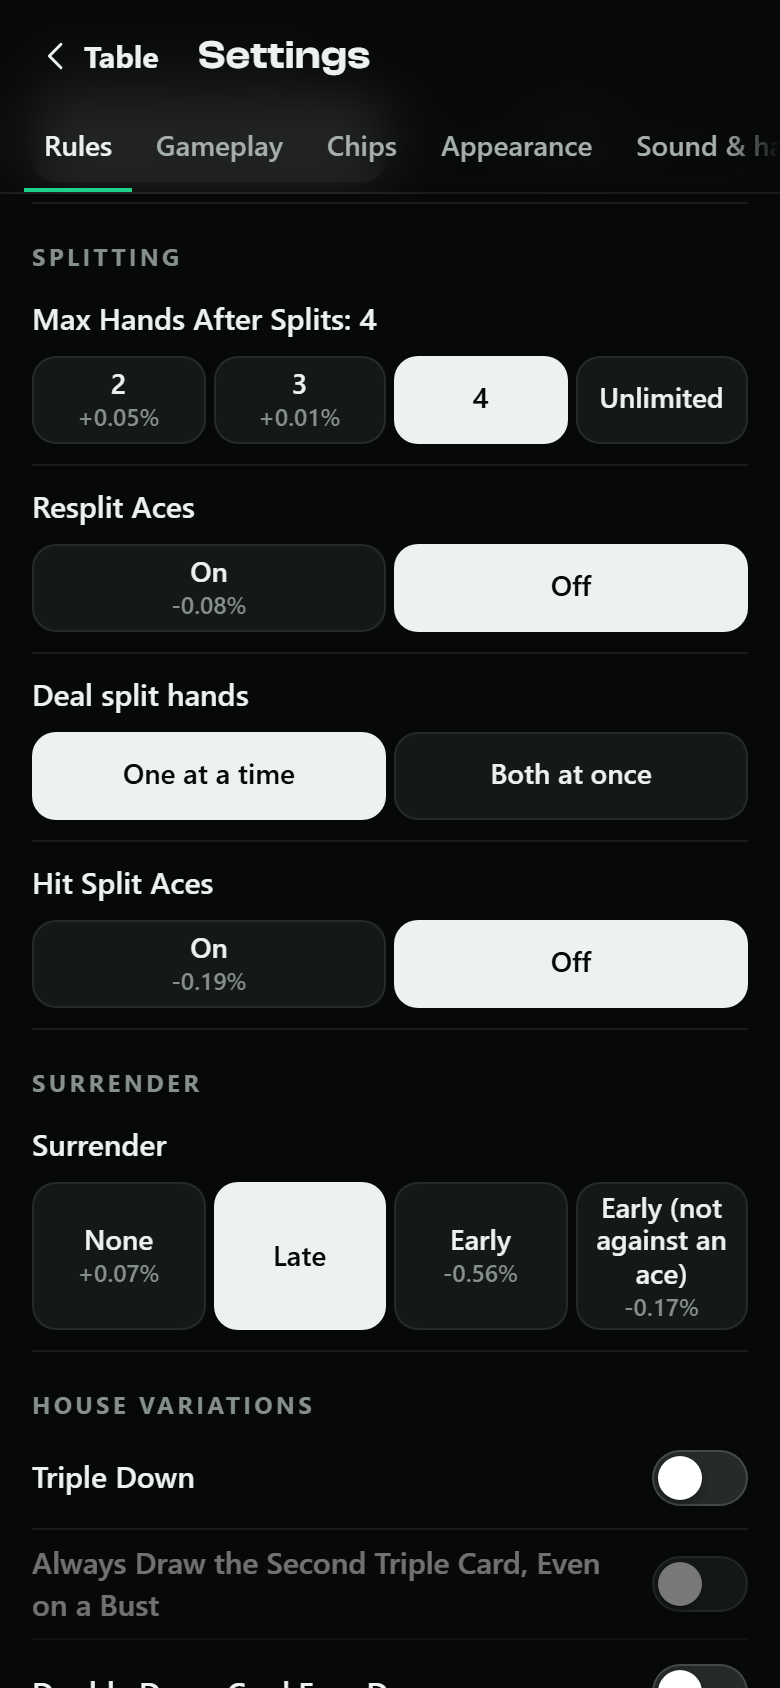 Table Settings
Rules Gameplay Chips Appearance Sound &
SPLITTING
Max Hands After Splits: 4
2 3 4 Unlimited
+0.05% +0.01%
Resplit Aces
On Off
-0.08%
Deal split hands
One at a time Both at once
Hit Split Aces
On Off
-0.19%
SURRENDER
Surrender
None Late Early Early (not against an ace)
+0.07% -0.56% -0.17%
HOUSE VARIATIONS
Triple Down
Always Draw the Second Triple Card, Even
on a Bust